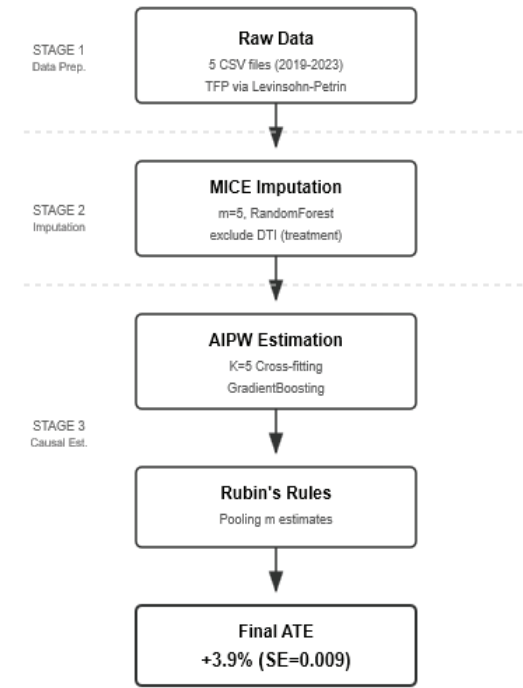 STAGE 1
Data Prep.
Raw Data
5 CSV files (2019-2023)
TFP via Levinsohn-Petrin
STAGE 2
Imputation
MICE Imputation
m=5, RandomForest
exclude DTI (treatment)
STAGE 3
Causal Est.
AIPW Estimation
K=5 Cross-fitting
GradientBoosting
Rubin's Rules
Pooling m estimates
Final ATE
+3.9% (SE=0.009)